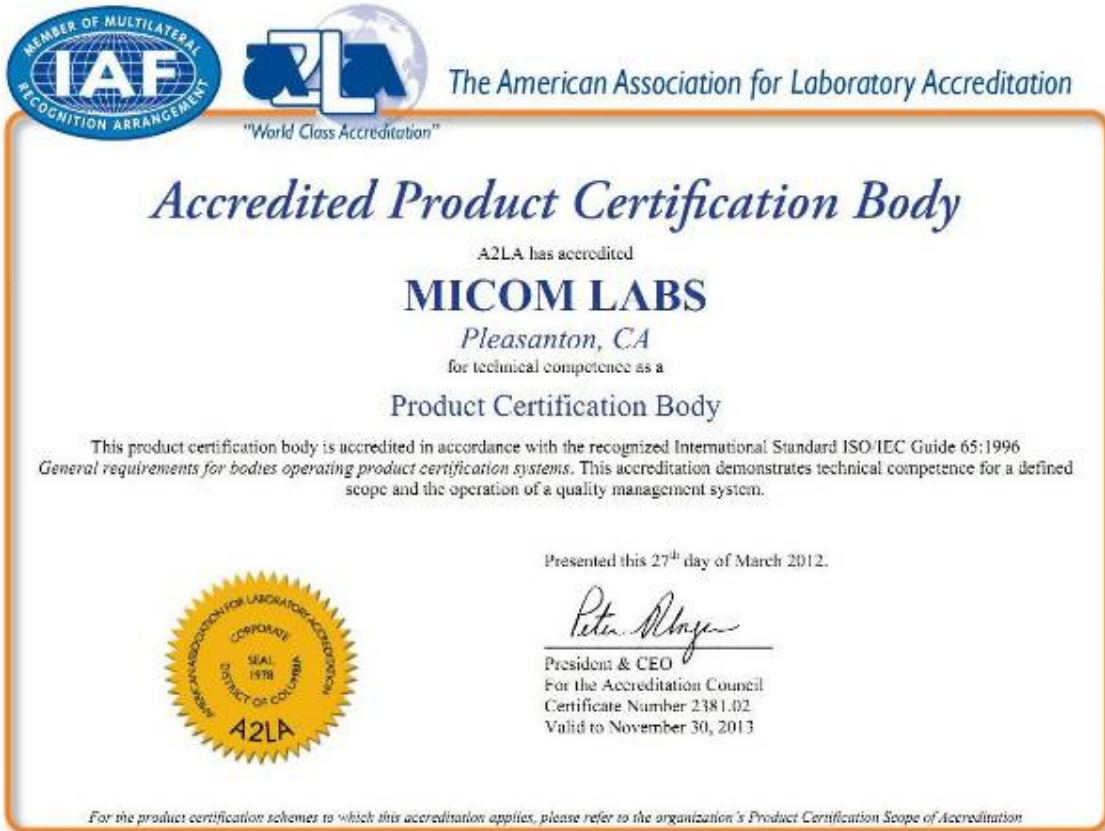 MEMBER OF MULTILATERAL
IAF
RECOGNITION ARRANGEMENT
A2LA
"World Class Accreditation"
The American Association for Laboratory Accreditation
Accredited Product Certification Body
A2LA has accredited
MICOM LABS
Pleasanton, CA
for technical competence as a
Product Certification Body
This product certification body is accredited in accordance with the recognized International Standard ISO/IEC Guide 65:1996
General requirements for bodies operating product certification systems. This accreditation demonstrates technical competence for a defined
scope and the operation of a quality management system.
Presented this 27th day of March 2012.
President & CEO
For the Accreditation Council
Certificate Number 2381.02
Valid to November 30, 2013
AMERICAN ASSOCIATION FOR LABORATORY ACCREDITATION
CORPORATE
SEAL
1978
DISTRICT OF COLUMBIA
A2LA
For the product certification schemes to which this accreditation applies, please refer to the organization's Product Certification Scope of Accreditation